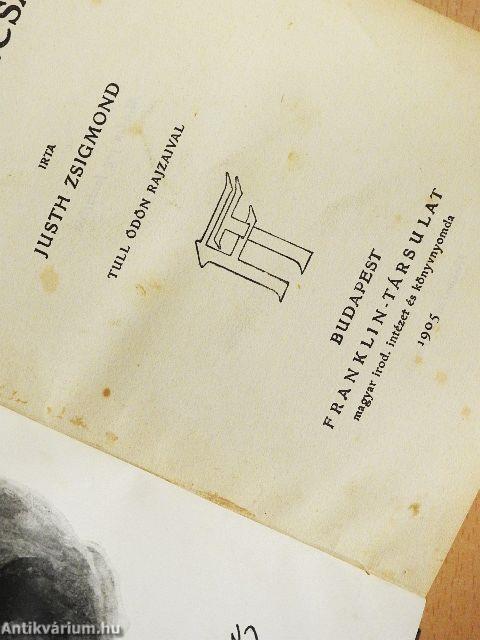 IRTA
JUSTH ZSIGMOND
TULL ÖDÖN RAJZAIVAL
BUDAPEST
FRANKLIN-TÁRSULAT
magyar irod. intézet és könyvnyomda
1905
Antikvárium.hu